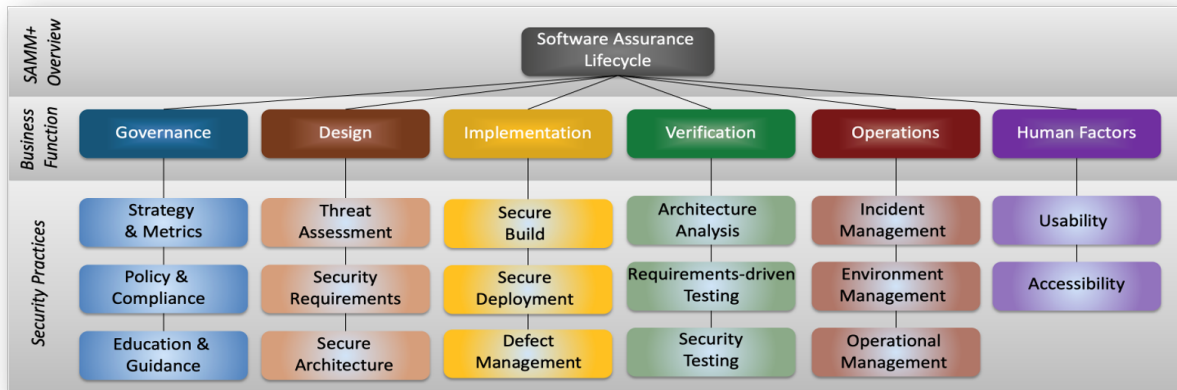 SAMM+
Overview
Software Assurance
Lifecycle
Business
Function
Governance
Design
Implementation
Verification
Operations
Human Factors
Security Practices
Strategy
& Metrics
Threat
Assessment
Secure
Build
Architecture
Analysis
Incident
Management
Usability
Policy &
Compliance
Security
Requirements
Secure
Deployment
Requirements-driven
Testing
Environment
Management
Accessibility
Education &
Guidance
Secure
Architecture
Defect
Management
Security
Testing
Operational
Management